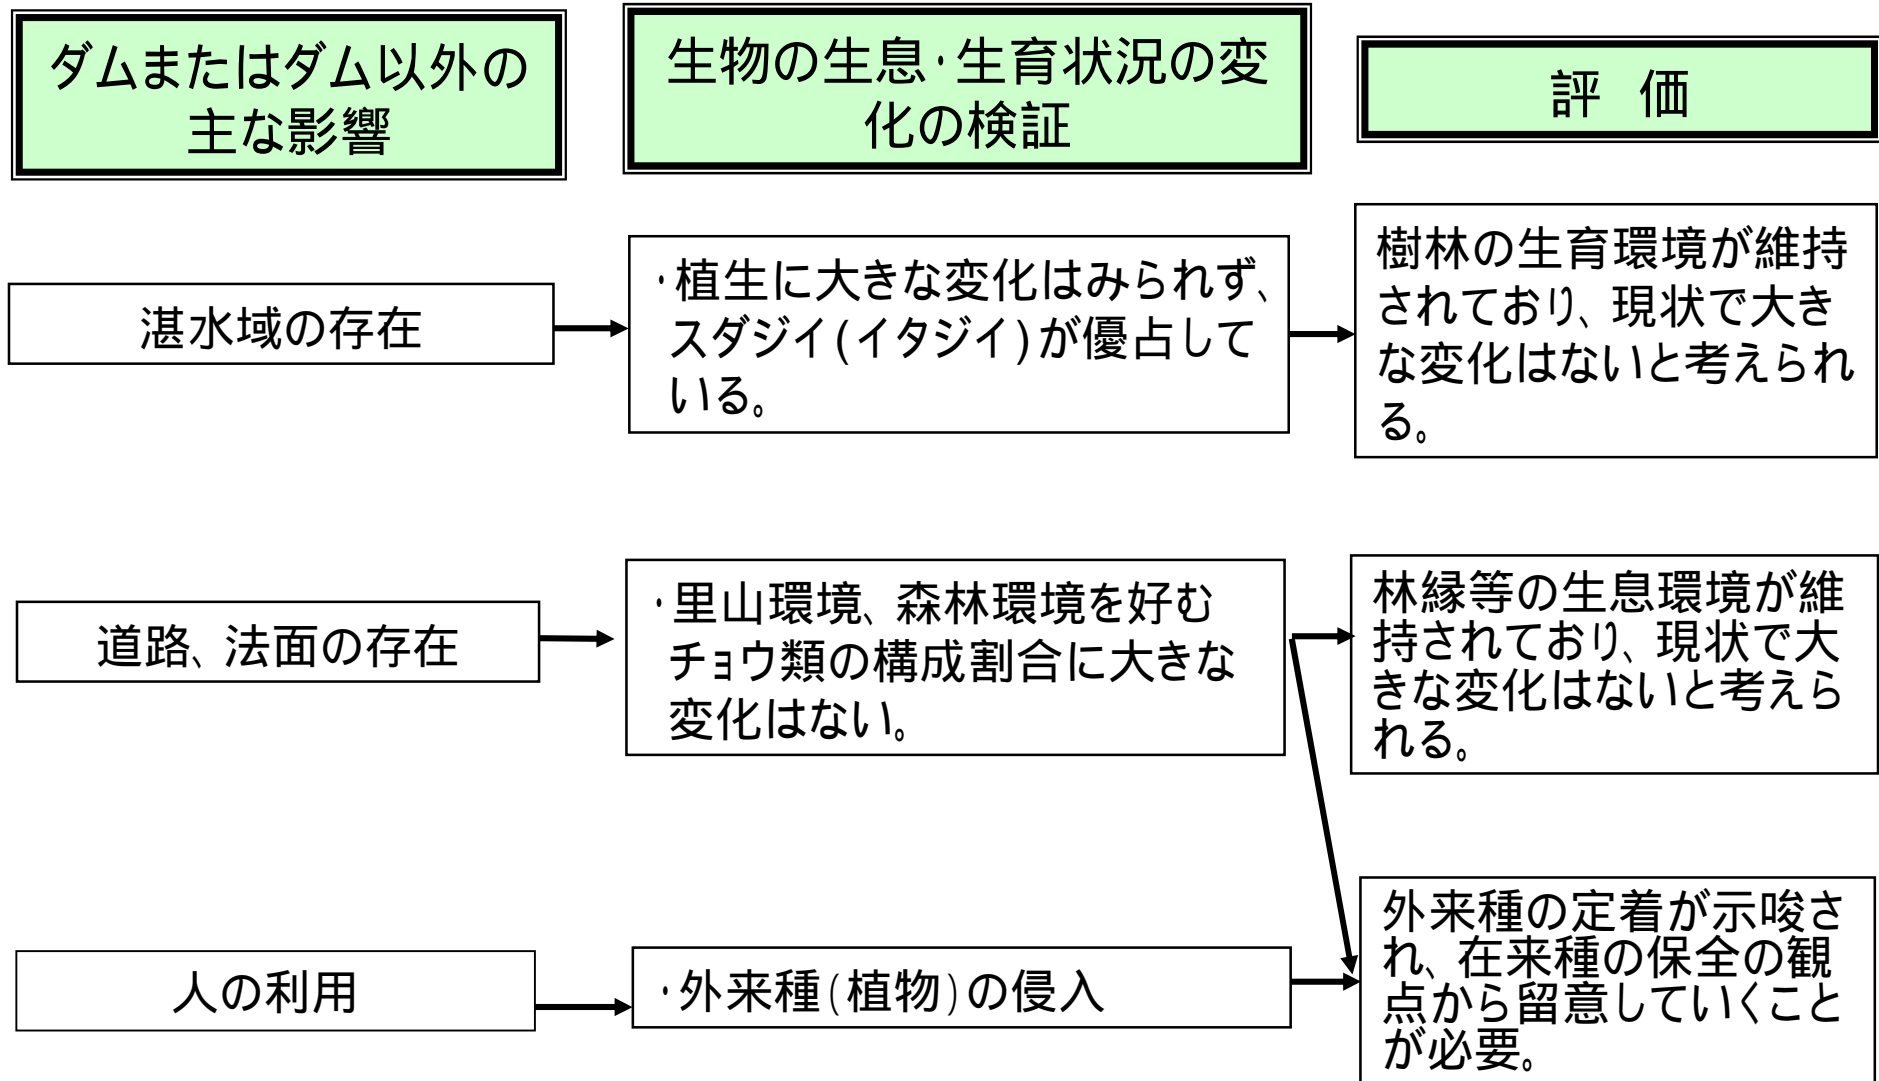 ダムまたはダム以外の
主な影響
生物の生息・生育状況の変
化の検証
評 価
湛水域の存在
・植生に大きな変化はみられず、
スダジイ(イタジイ)が優占して
いる。
樹林の生育環境が維持
されており、現状で大き
な変化はないと考えられ
る。
道路、法面の存在
・里山環境、森林環境を好む
チョウ類の構成割合に大きな
変化はない。
林縁等の生息環境が維
持されており、現状で大
きな変化はないと考えら
れる。
人の利用
・外来種(植物)の侵入
外来種の定着が示唆さ
れ、在来種の保全の観
点から留意していくこと
が必要。